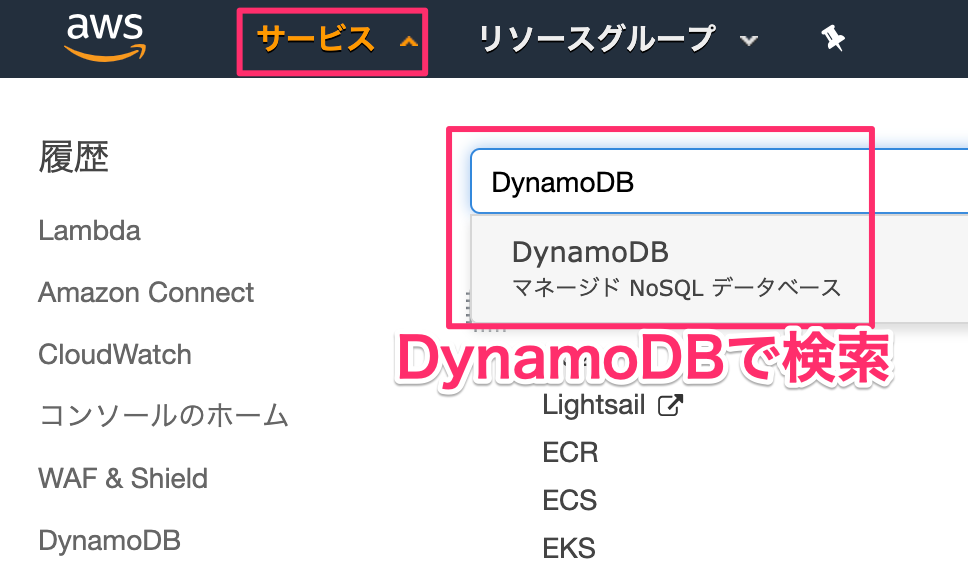 aws
サービス
リソースグループ
履歴
Lambda
Amazon Connect
CloudWatch
コンソールのホーム
WAF & Shield
DynamoDB
DynamoDB
DynamoDB
マネージド NoSQL データベース
DynamoDBで検索
Lightsail
ECR
ECS
EKS